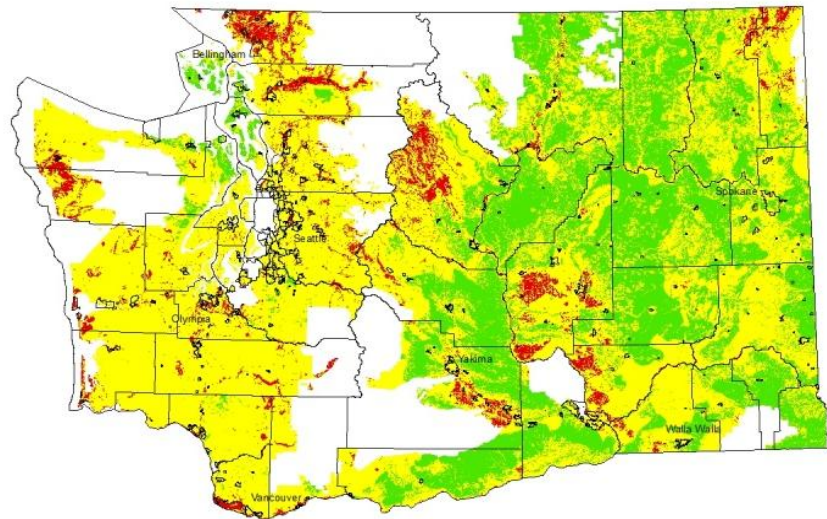 Bellingham
Spokane
Seattle
Olympia
Yakima
Walla Walla
Vancouver